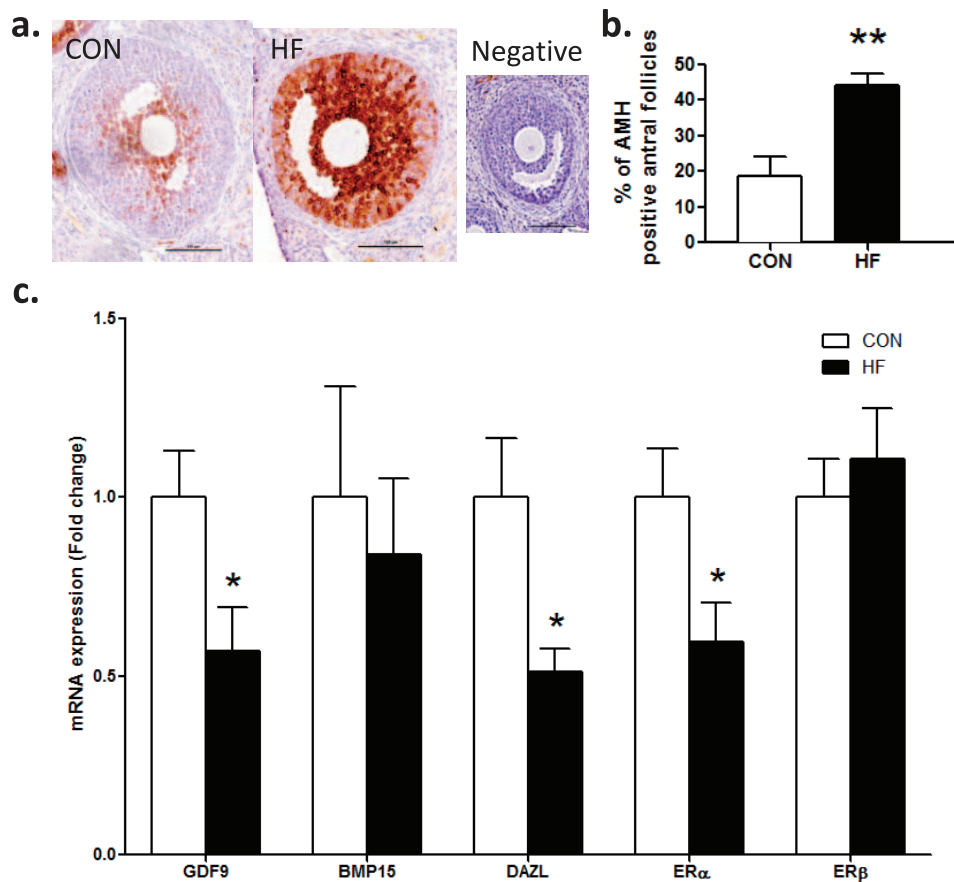 a.
CON
HF
Negative
b.
**
% of AMH
positive antral follicles
50
40
30
20
10
0
CON
HF
c.
mRNA expression (Fold change)
1.5
1.0
0.5
0.0
CON
HF
*
*
*
GDF9
BMP15
DAZL
ERα
ERβ